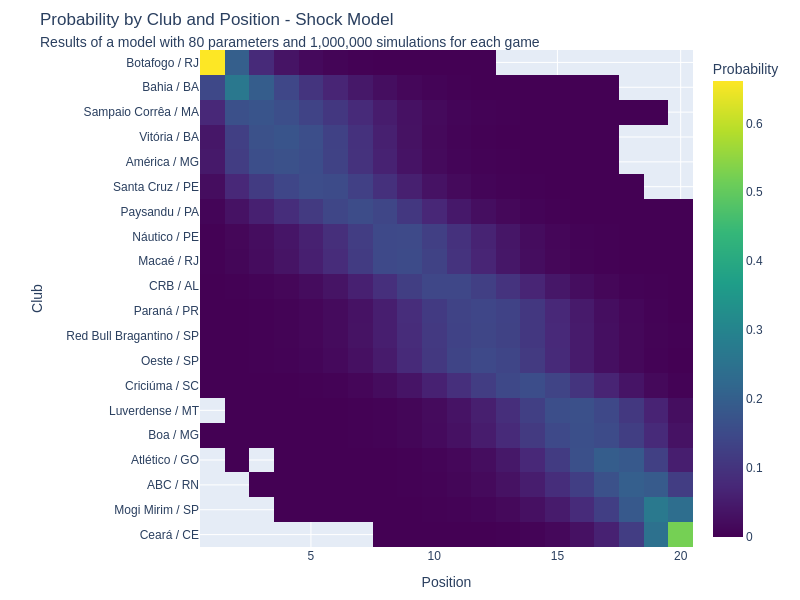 Probability by Club and Position - Shock Model
Results of a model with 80 parameters and 1,000,000 simulations for each game
Probability
Botafogo / RJ
Bahia / BA
Sampaio Corrêa / MA
Vitória / BA
América / MG
Santa Cruz / PE
Paysandu / PA
Náutico / PE
Macaé / RJ
CRB / AL
Paraná / PR
Red Bull Bragantino / SP
Oeste / SP
Criciúma / SC
Luverdense / MT
Boa / MG
Atlético / GO
ABC / RN
Mogi Mirim / SP
Ceará / CE
Club
5
10
15
20
Position
0.6
0.5
0.4
0.3
0.2
0.1
0